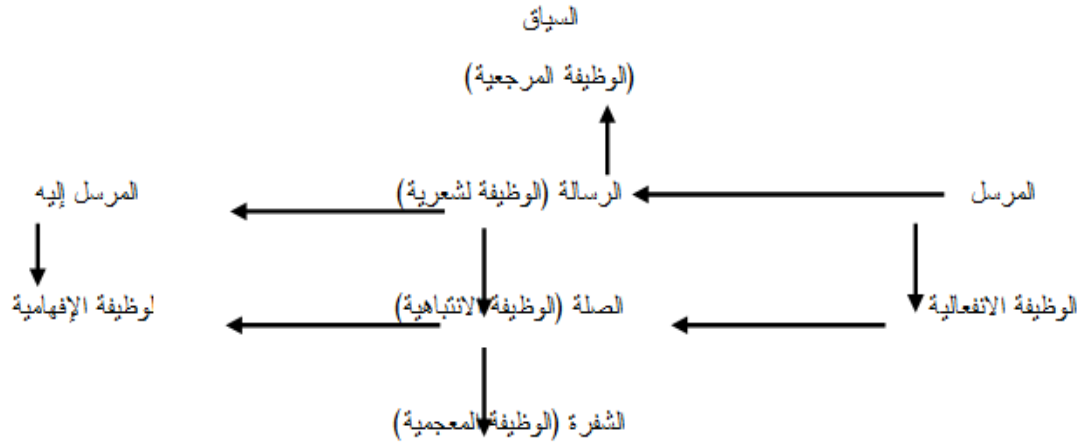 السياق
(الوظيفة المرجعية)
المرسل
الرسالة (الوظيفة لشعرية)
المرسل إليه
الوظيفة الانفعالية
الصلة (الوظيفة الانتباهية)
لوظيفة الإفهامية
الشفرة (الوظيفة المعجمية)